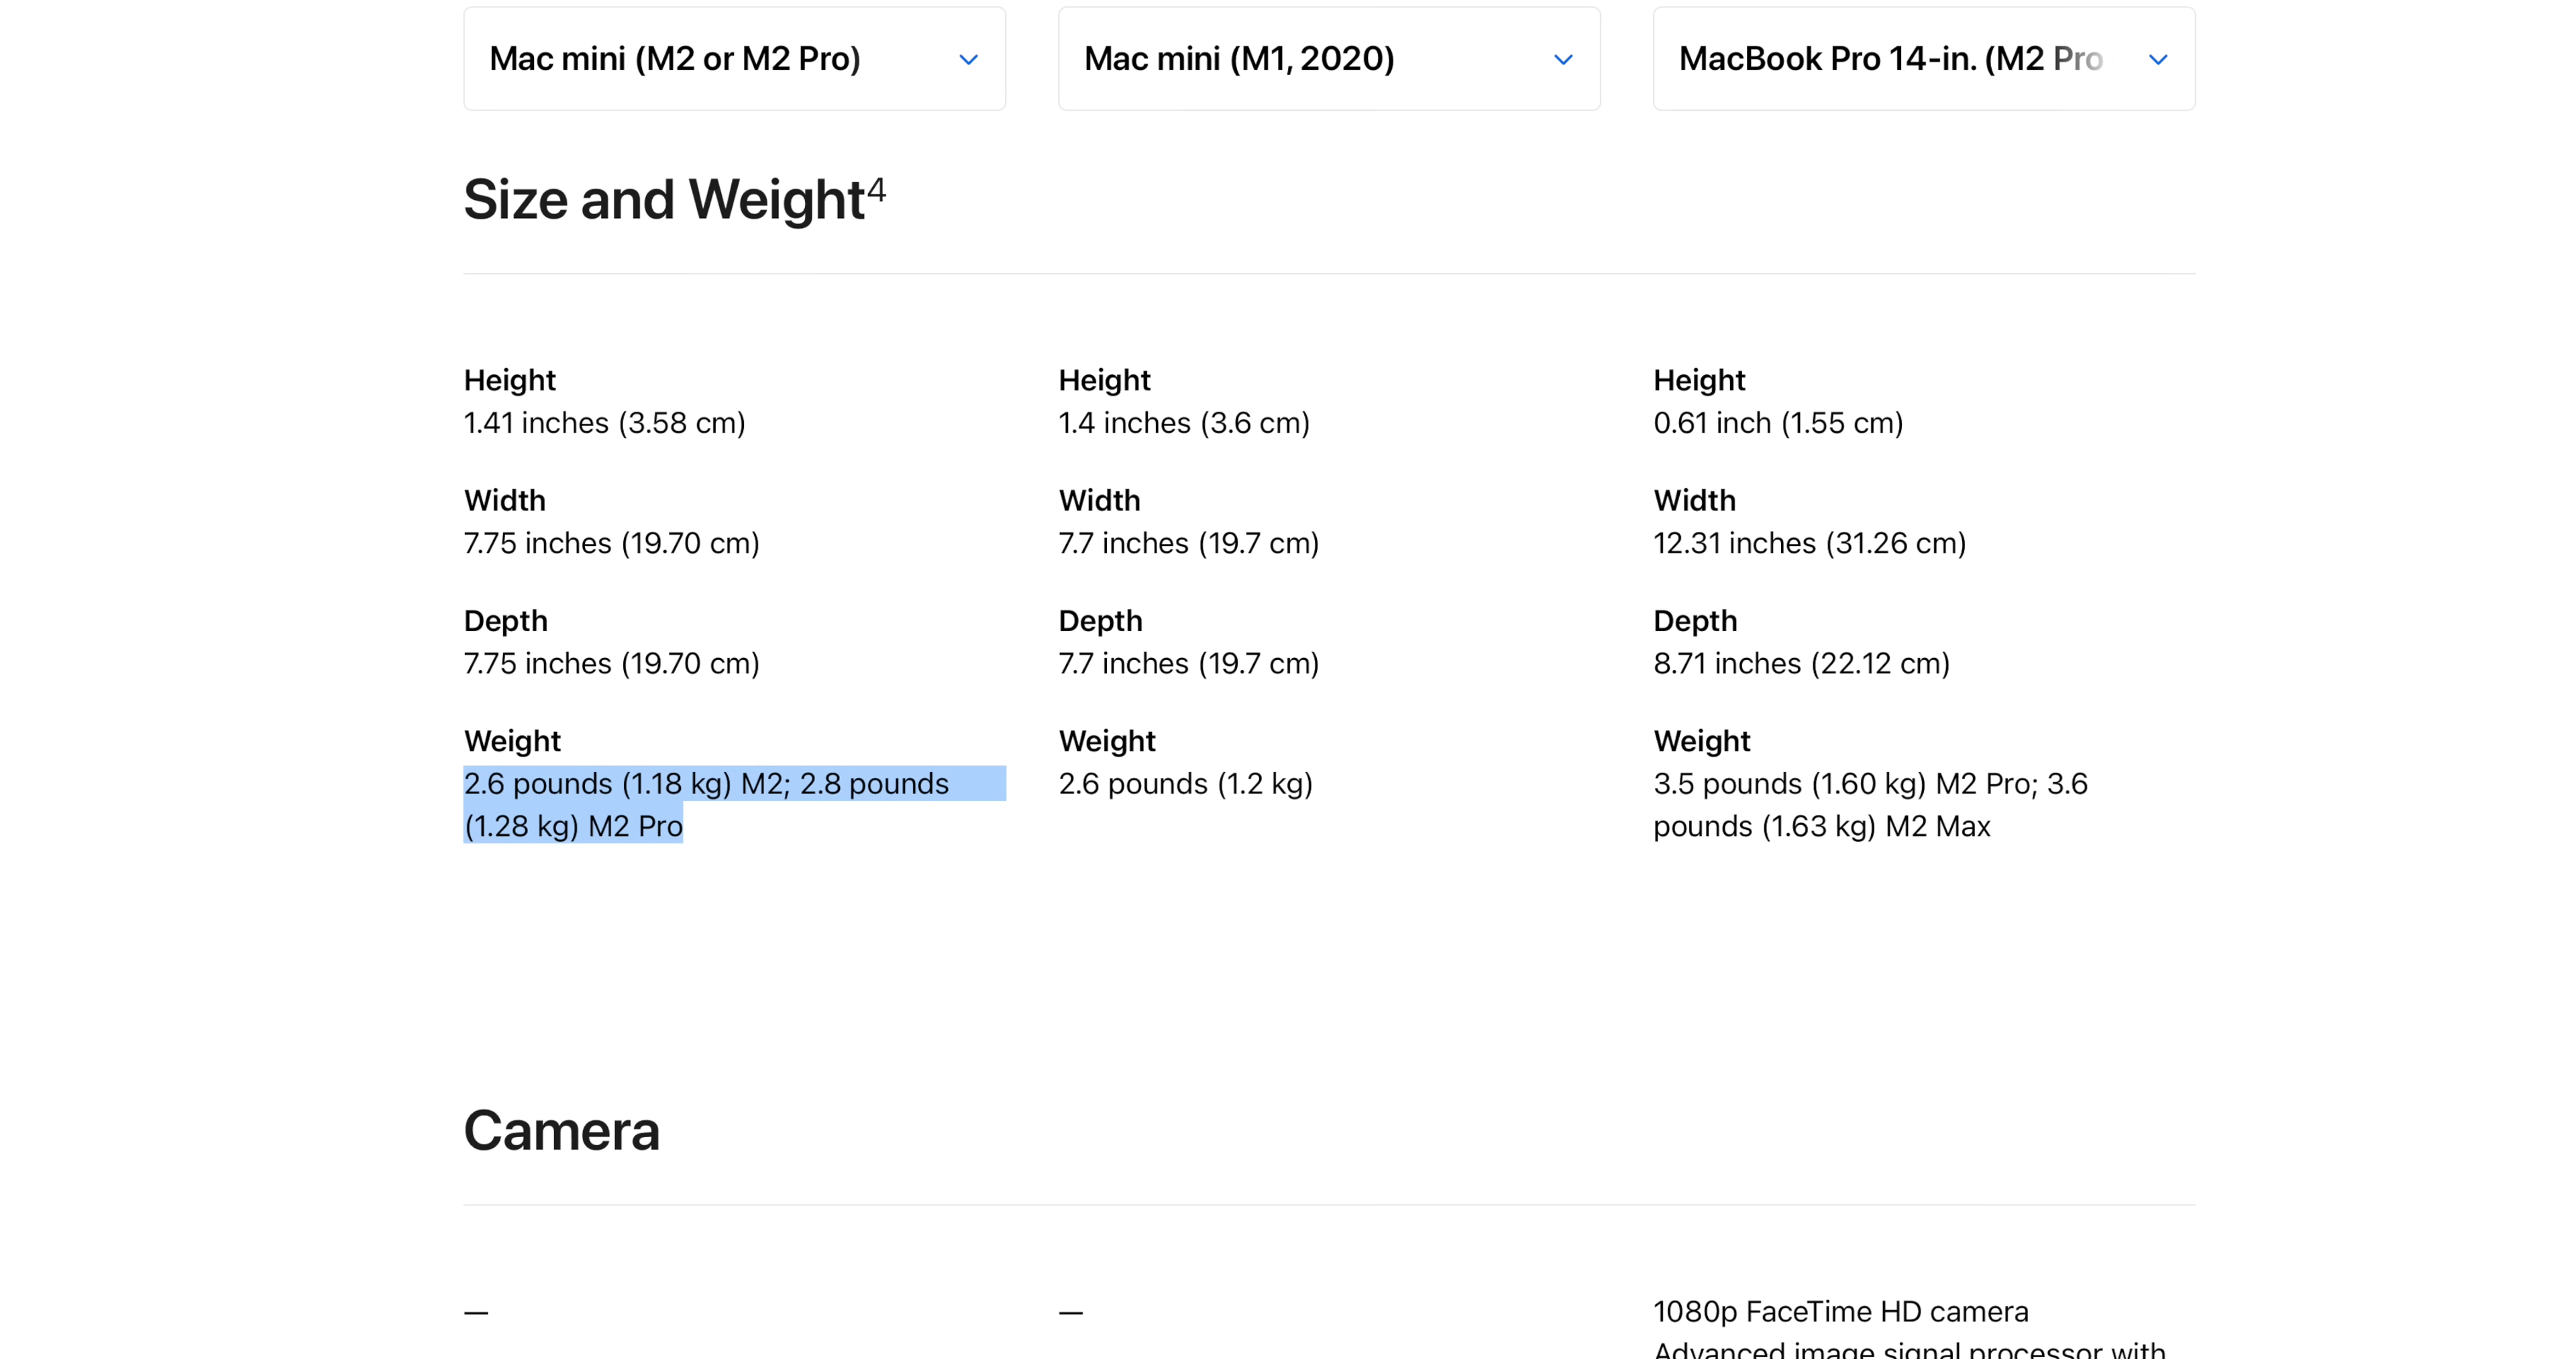 Mac mini (M2 or M2 Pro)
Mac mini (M1, 2020)
MacBook Pro 14-in. (M2 Pro
Size and Weight4
Height
1.41 inches (3.58 cm)
Width
7.75 inches (19.70 cm)
Depth
7.75 inches (19.70 cm)
Weight
2.6 pounds (1.18 kg) M2; 2.8 pounds
(1.28 kg) M2 Pro
Height
1.4 inches (3.6 cm)
Width
7.7 inches (19.7 cm)
Depth
7.7 inches (19.7 cm)
Weight
2.6 pounds (1.2 kg)
Height
0.61 inch (1.55 cm)
Width
12.31 inches (31.26 cm)
Depth
8.71 inches (22.12 cm)
Weight
3.5 pounds (1.60 kg) M2 Pro; 3.6
pounds (1.63 kg) M2 Max
Camera
—
—
1080p FaceTime HD camera
Advanced image signal processor with